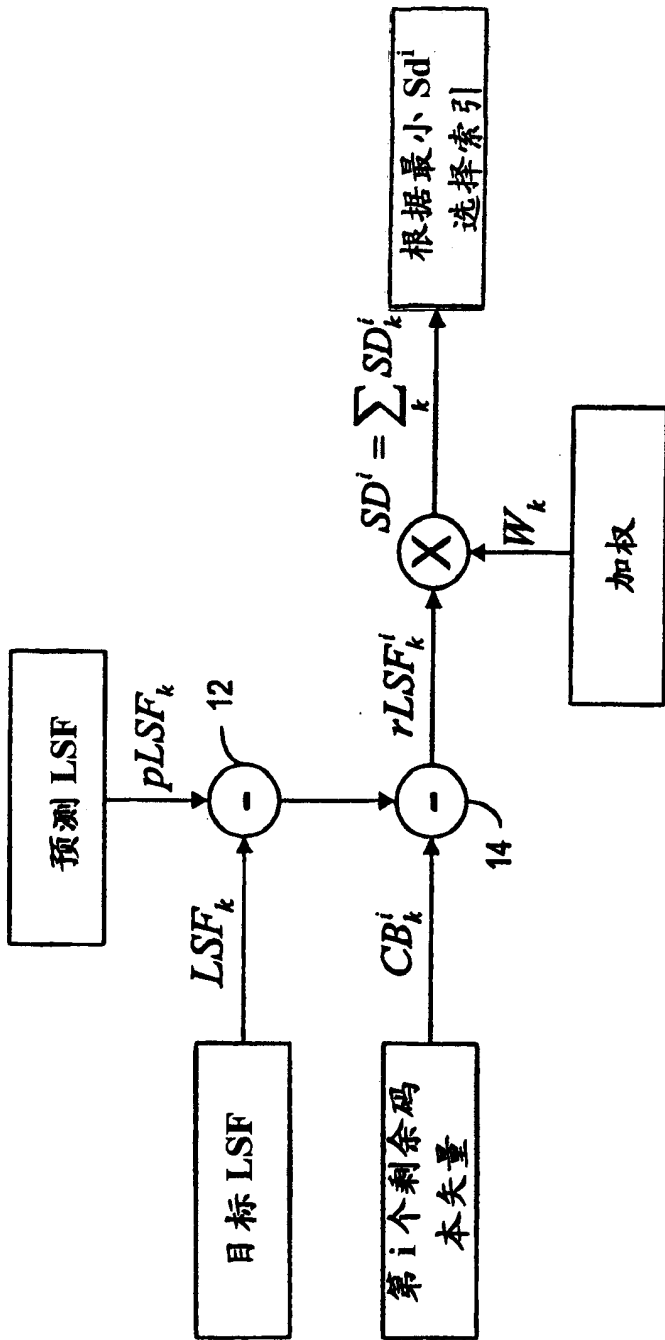 预测 LSF
pLSF_k
12
目标 LSF
LSF_k
第 i 个剩余码
本矢量
CB_k^i
14
rLSF_k^i
W_k
加权
SD^i = \sum_k SD_k^i
根据最小 Sd^i
选择索引